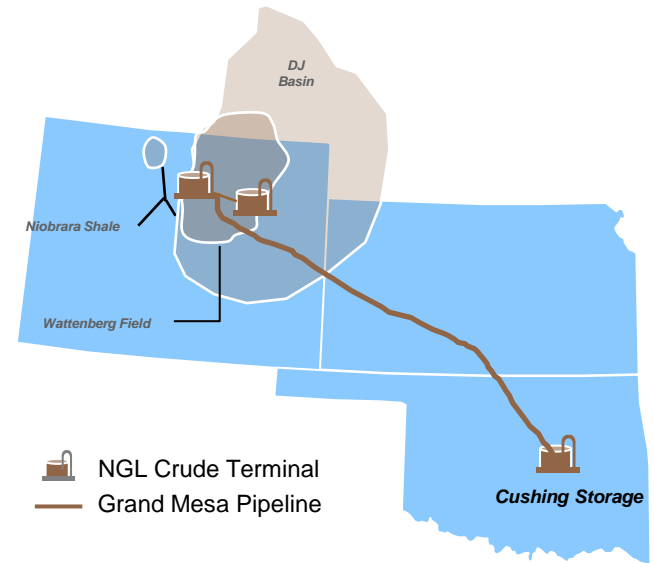 DJ
Basin
Niobrara Shale
Wattenberg Field
NGL Crude Terminal
Grand Mesa Pipeline
Cushing Storage